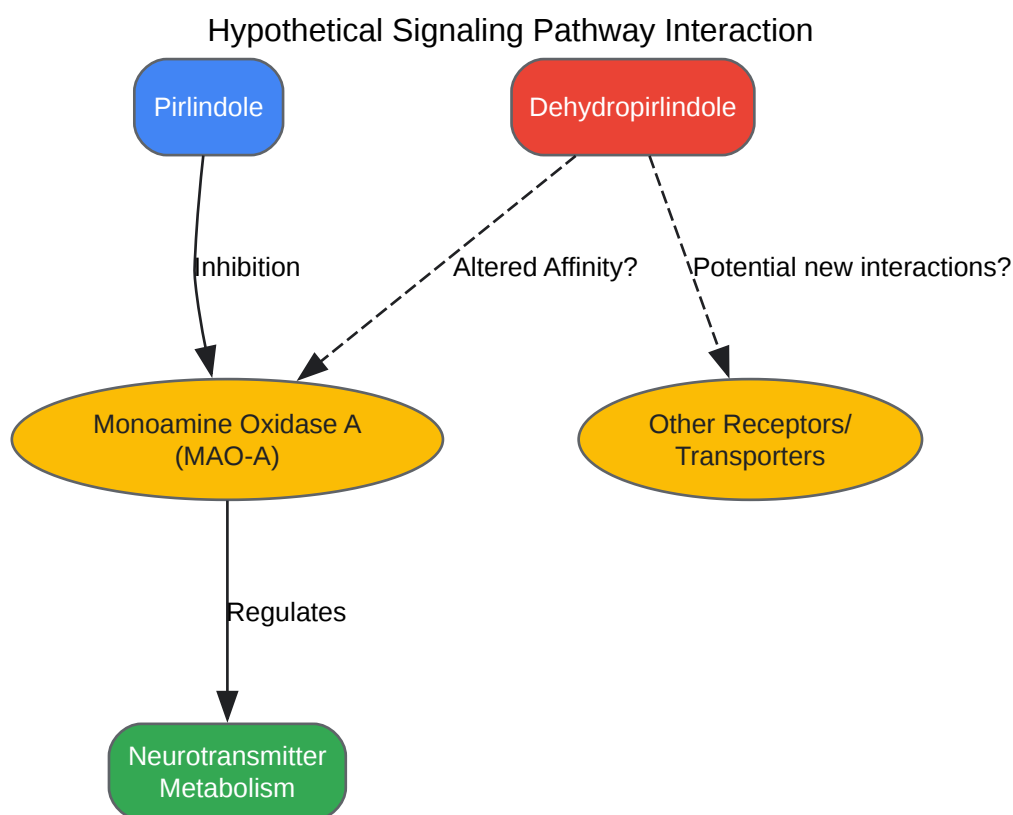 Hypothetical Signaling Pathway Interaction
Pirlindole
Dehydropirlindole
Inhibition
Altered Affinity?
Potential new interactions?
Monoamine Oxidase A
(MAO-A)
Other Receptors/
Transporters
Regulates
Neurotransmitter
Metabolism